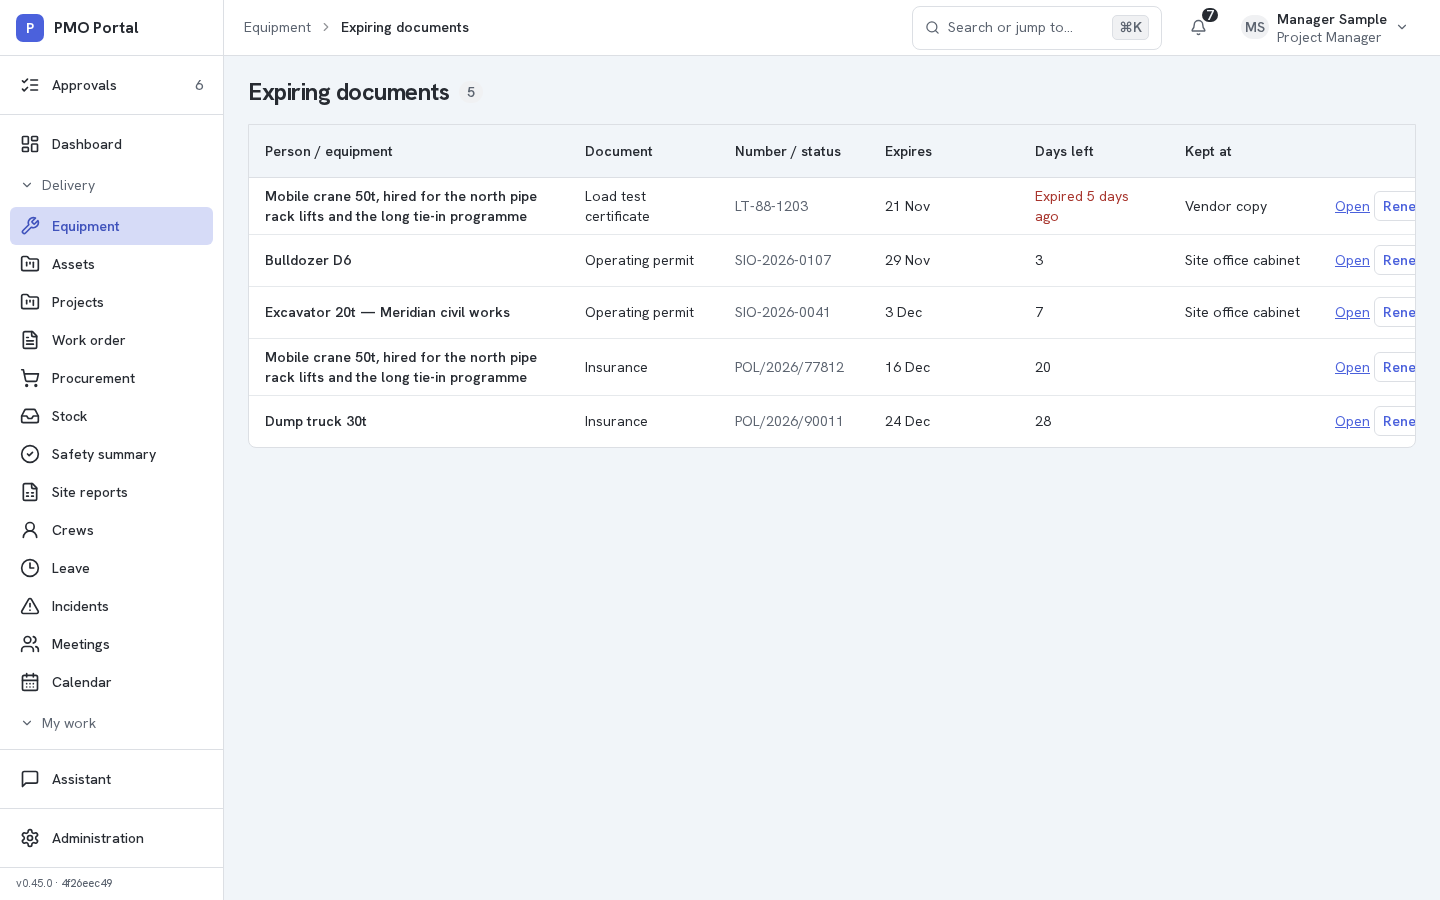 P PMO Portal
Equipment > Expiring documents
Search or jump to... ⌘K
7
MS
Manager Sample
Project Manager
Approvals 6
Dashboard
Delivery
Equipment
Assets
Projects
Work order
Procurement
Stock
Safety summary
Site reports
Crews
Leave
Incidents
Meetings
Calendar
My work
Assistant
Administration
v0.45.0 · 4f26eec49
Expiring documents 5
Person / equipment Document Number / status Expires Days left Kept at
Mobile crane 50t, hired for the north pipe
rack lifts and the long tie-in programme
Load test
certificate
LT-88-1203
21 Nov
Expired 5 days
ago
Vendor copy
Open Rene
Bulldozer D6 Operating permit SIO-2026-0107 29 Nov 3 Site office cabinet Open Rene
Excavator 20t — Meridian civil works Operating permit SIO-2026-0041 3 Dec 7 Site office cabinet Open Rene
Mobile crane 50t, hired for the north pipe
rack lifts and the long tie-in programme
Insurance POL/2026/77812 16 Dec 20 Open Rene
Dump truck 30t Insurance POL/2026/90011 24 Dec 28 Open Rene